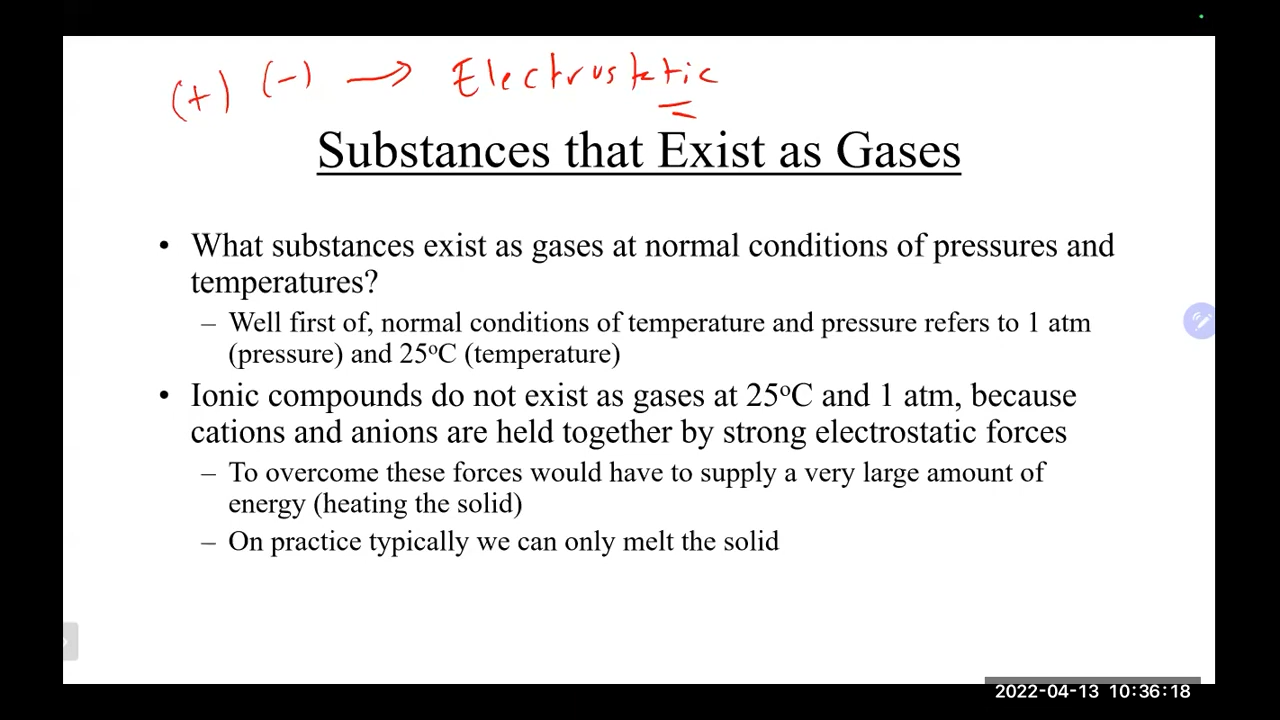 (+) (-) → Electrostatic
Substances that Exist as Gases
• What substances exist as gases at normal conditions of pressures and
temperatures?
– Well first of, normal conditions of temperature and pressure refers to 1 atm
(pressure) and 25°C (temperature)
• Ionic compounds do not exist as gases at 25°C and 1 atm, because
cations and anions are held together by strong electrostatic forces
– To overcome these forces would have to supply a very large amount of
energy (heating the solid)
– On practice typically we can only melt the solid
2022-04-13 10:36:18